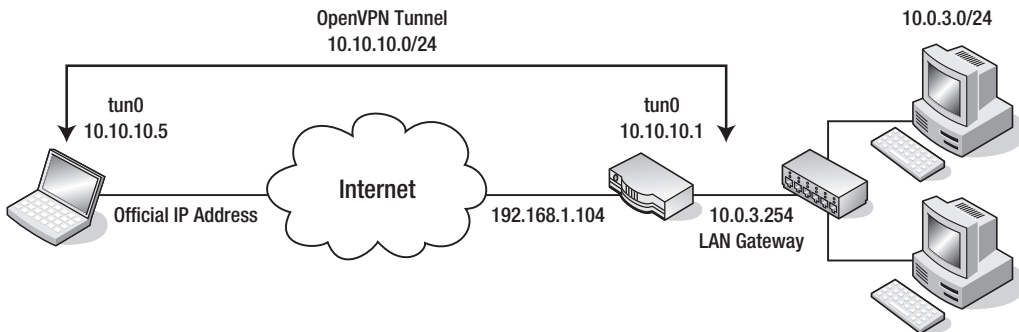 OpenVPN Tunnel
10.10.10.0/24
10.0.3.0/24
tun0
10.10.10.5
tun0
10.10.10.1
Internet
Official IP Address
192.168.1.104
10.0.3.254
LAN Gateway